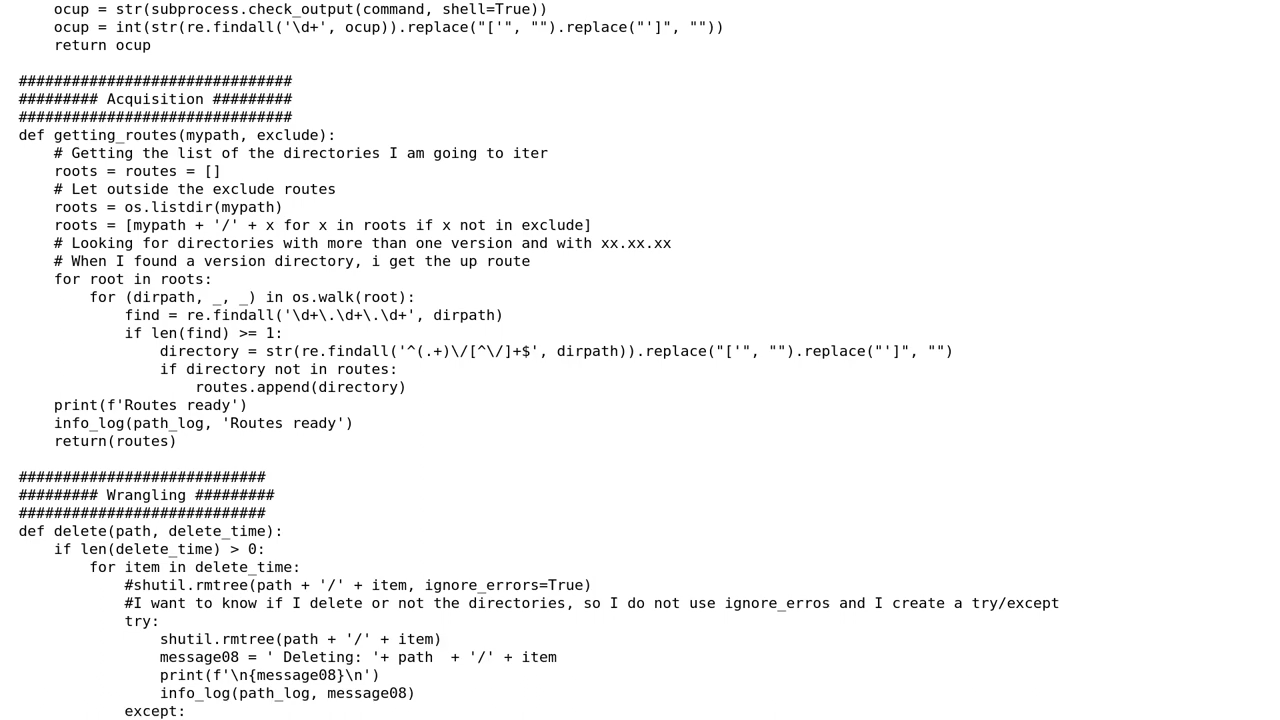 ocup = str(subprocess.check_output(command, shell=True))
    ocup = int(str(re.findall('\d+', ocup)).replace("['", "").replace("']", ""))
    return ocup

###############################
######### Acquisition #########
###############################
def getting_routes(mypath, exclude):
    # Getting the list of the directories I am going to iter
    roots = routes = []
    # Let outside the exclude routes
    roots = os.listdir(mypath)
    roots = [mypath + '/' + x for x in roots if x not in exclude]
    # Looking for directories with more than one version and with xx.xx.xx
    # When I found a version directory, i get the up route
    for root in roots:
        for (dirpath, _, _) in os.walk(root):
            find = re.findall('\d+\.\d+\.\d+', dirpath)
            if len(find) >= 1:
                directory = str(re.findall('^(.+)\/[^\/]+$', dirpath)).replace("['", "").replace("']", "")
                if directory not in routes:
                    routes.append(directory)
    print(f'Routes ready')
    info_log(path_log, 'Routes ready')
    return(routes)

############################
######### Wrangling #########
############################
def delete(path, delete_time):
    if len(delete_time) > 0:
        for item in delete_time:
            #shutil.rmtree(path + '/' + item, ignore_errors=True)
            #I want to know if I delete or not the directories, so I do not use ignore_erros and I create a try/except
            try:
                shutil.rmtree(path + '/' + item)
                message08 = ' Deleting: '+ path  + '/' + item
                print(f'\n{message08}\n')
                info_log(path_log, message08)
            except: